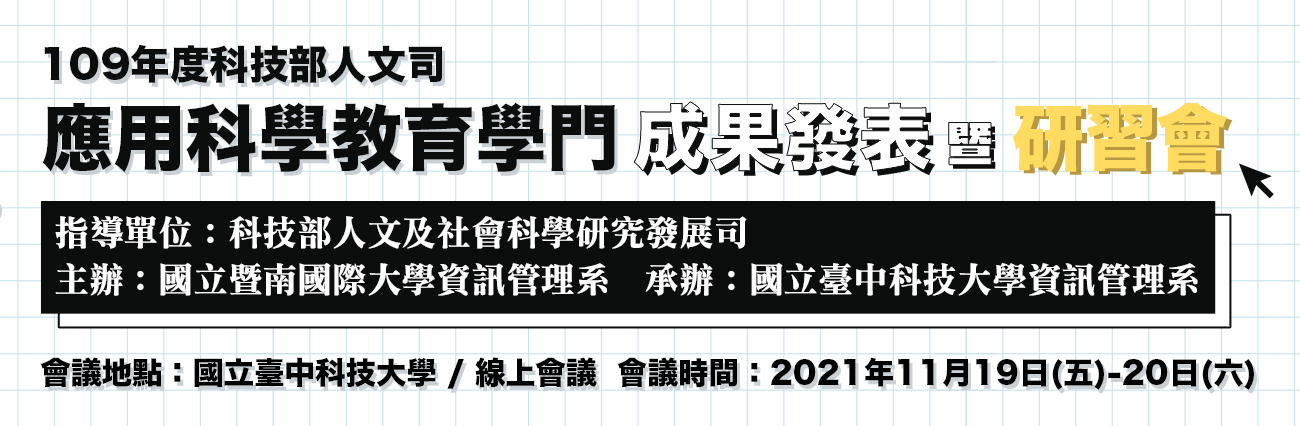 109年度科技部人文司
應用科學教育學門 成果發表 暨 研習會
指導單位：科技部人文及社會科學研究發展司
主辦：國立暨南國際大學資訊管理系　承辦：國立臺中科技大學資訊管理系
會議地點：國立臺中科技大學 / 線上會議 會議時間：2021年11月19日(五)-20日(六)